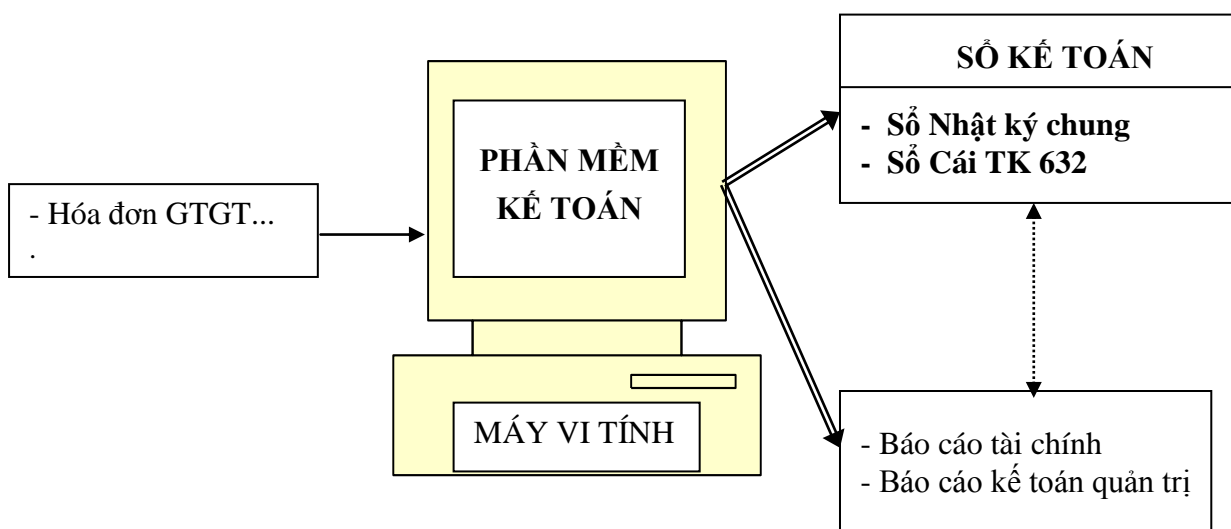 - Hóa đơn GTGT...
.
PHẦN MỀM
KẾ TOÁN
MÁY VI TÍNH
SỔ KẾ TOÁN
- Sổ Nhật ký chung
- Sổ Cái TK 632
- Báo cáo tài chính
- Báo cáo kế toán quản trị